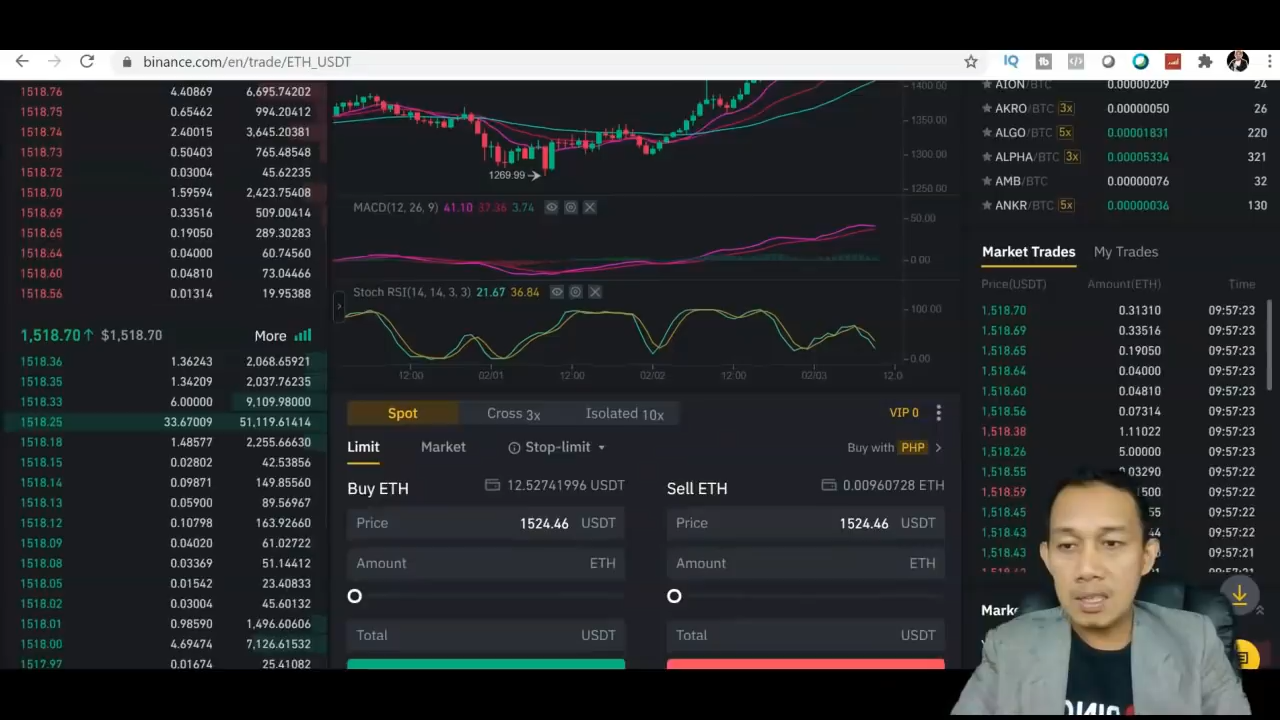 binance.com/en/trade/ETH_USDT
1518.76 4.40869 6,695.74202
1518.75 0.65462 994.20412
1518.74 2.40015 3,645.20381
1518.73 0.50403 765.48548
1518.72 0.03004 45.62235
1518.70 1.59594 2,423.75408
1518.69 0.33516 509.00414
1518.65 0.19050 289.30283
1518.64 0.04000 60.74560
1518.60 0.04810 73.04466
1518.56 0.01314 19.95388
1,518.70↑ $1,518.70 More
1518.36 1.36243 2,068.65921
1518.35 1.34209 2,037.76235
1518.33 6.00000 9,109.98000
1518.25 33.67009 51,119.61414
1518.18 1.48577 2,255.66630
1518.15 0.02802 42.53856
1518.14 0.09871 149.85560
1518.13 0.05900 89.56967
1518.12 0.10798 163.92660
1518.09 0.04020 61.02722
1518.08 0.03369 51.14412
1518.05 0.01542 23.40833
1518.02 0.03004 45.60132
1518.01 0.98590 1,496.60606
1518.00 4.69474 7,126.61532
1517.97 0.01674 25.41082
1400.00
1350.00
1300.00
1250.00
1269.99
MACD(12, 26, 9) 41.10 37.36 3.74
50.00
0.00
Stoch RSI(14, 14, 3, 3) 21.67 36.84
100.00
0.00
12:00 02/01 12:00 02/02 12:00 02/03 12:0
Spot Cross 3x Isolated 10x VIP 0
Limit Market Stop-limit Buy with PHP
Buy ETH 12.52741996 USDT
Price 1524.46 USDT
Amount ETH
Total USDT
Sell ETH 0.00960728 ETH
Price 1524.46 USDT
Amount ETH
Total USDT
AION/BTC 0.00000209 24
AKRO/BTC 3x 0.00000050 26
ALGO/BTC 5x 0.00001831 220
ALPHA/BTC 3x 0.00005334 321
AMB/BTC 0.00000076 32
ANKR/BTC 5x 0.00000036 130
Market Trades My Trades
Price(USDT) Amount(ETH) Time
1,518.70 0.31310 09:57:23
1,518.69 0.33516 09:57:23
1,518.65 0.19050 09:57:23
1,518.64 0.04000 09:57:23
1,518.60 0.04810 09:57:23
1,518.56 0.07314 09:57:23
1,518.38 1.11022 09:57:23
1,518.26 5.00000 09:57:23
1,518.55 0.03290 09:57:22
1,518.59 1500 09:57:22
1,518.45 55 09:57:22
1,518.43 44 09:57:22
1,518.43 09:57:21